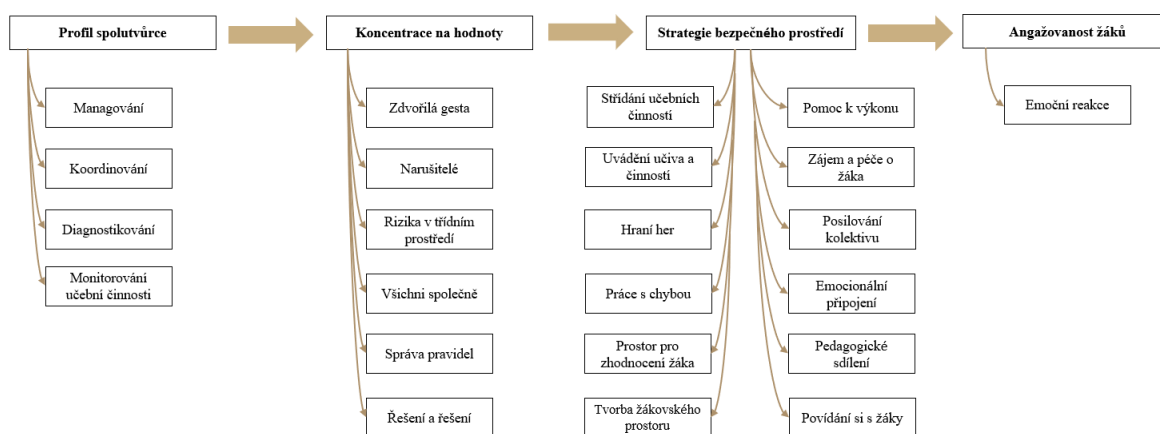 Profil spolutvůrce
Koncentrace na hodnoty
Strategie bezpečného prostředí
Angažovanost žáků
Managování
Koordinování
Diagnostikování
Monitorování
učební činnosti
Zdvořilá gesta
Narušitelé
Rizika v třídním
prostředí
Všichni společně
Správa pravidel
Řešení a řešení
Střídání učebních
činností
Uvádění učiva a
činností
Hraní her
Práce s chybou
Prostor pro
zhodnocení žáka
Tvorba žákovského
prostoru
Pomoc k výkonu
Zájem a péče o
žáka
Posilování
kolektivu
Emocionální
připojení
Pedagogické
sdílení
Povídání si s žáky
Emoční reakce